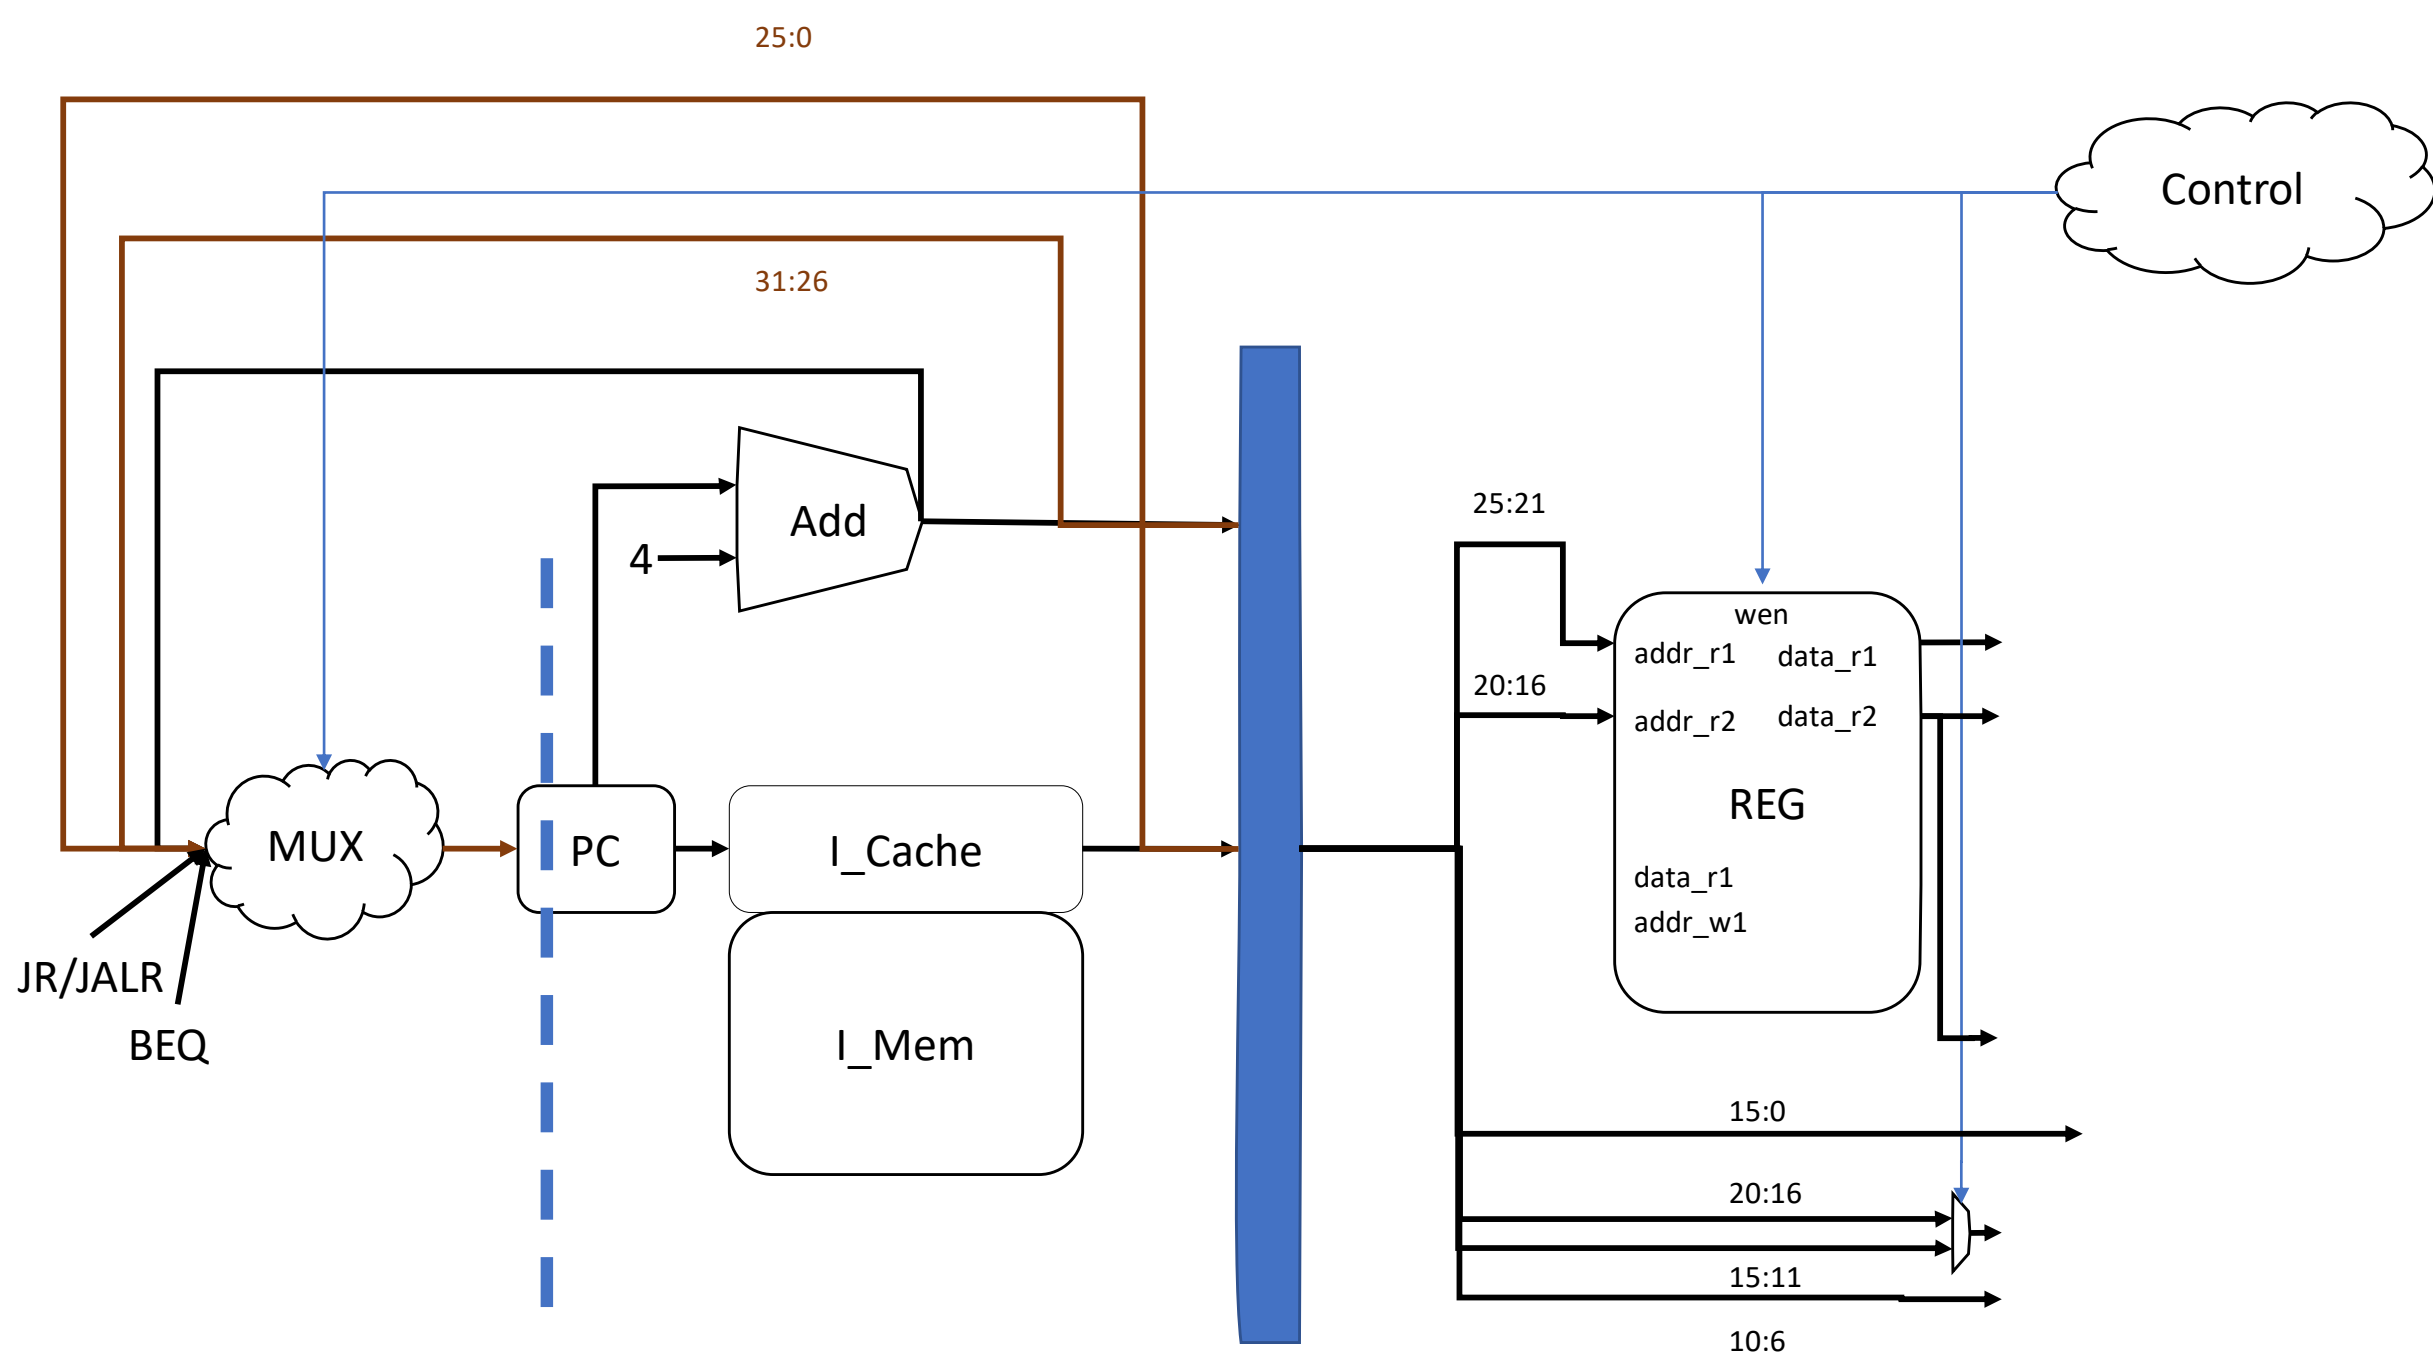 25:0
Control
31:26
25:21
Add
4
wen
addr_r1
data_r1
20:16
addr_r2
data_r2
REG
MUX
PC
I_Cache
data_r1
addr_w1
JR/JALR
BEQ
I_Mem
15:0
20:16
15:11
10:6